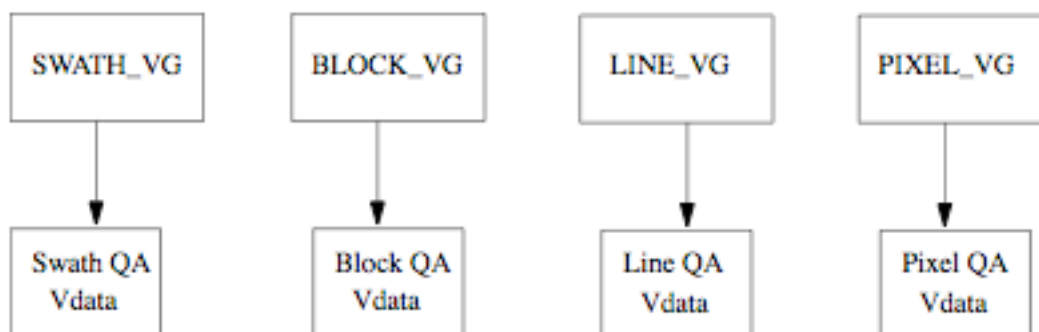 SWATH_VG
BLOCK_VG
LINE_VG
PIXEL_VG
Swath QA
Vdata
Block QA
Vdata
Line QA
Vdata
Pixel QA
Vdata